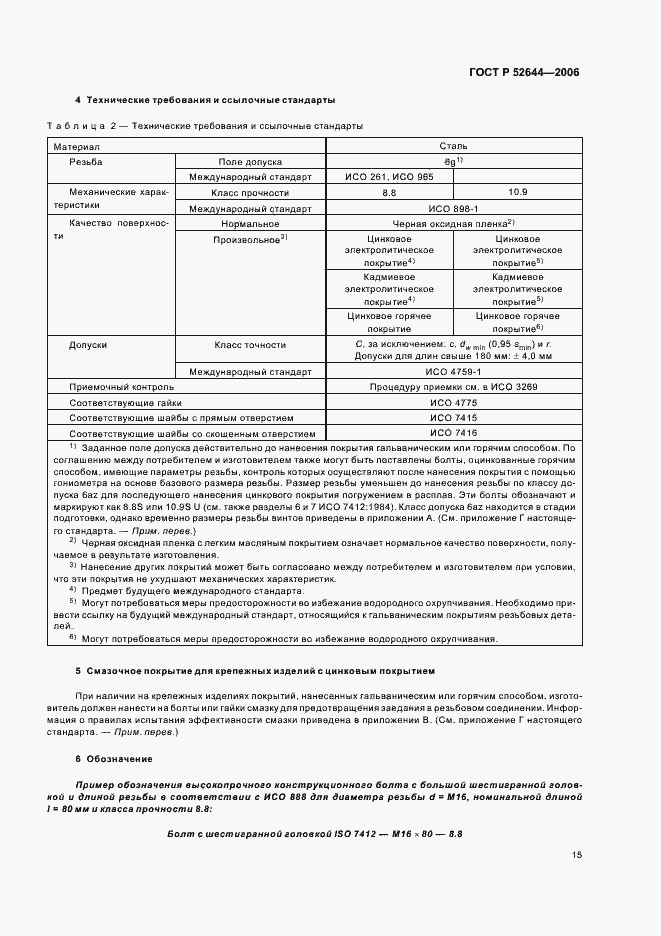 ГОСТ Р 52644—2006
4 Технические требования и ссылочные стандарты
Таблица 2 — Технические требования и ссылочные стандарты
Материал Сталь
Резьба Поле допуска 6g1)
Международный стандарт ИСО 261, ИСО 965
Механические харак- Класс прочности 8.8 10.9
теристики Международный стандарт ИСО 898-1
Качество поверхнос- Нормальное Черная оксидная пленка2)
ти Произвольное3) Цинковое Цинковое
электролитическое электролитическое
покрытие4) покрытие5)
Кадмиевое Кадмиевое
электролитическое электролитическое
покрытие4) покрытие5)
Цинковое горячее Цинковое горячее
покрытие покрытие6)
Допуски Класс точности С, за исключением: c, dw min (0,95 smin) и r.
Допуски для длин свыше 180 мм: ± 4,0 мм
Международный стандарт ИСО 4759-1
Приемочный контроль Процедуру приемки см. в ИСО 3269
Соответствующие гайки ИСО 4775
Соответствующие шайбы с прямым отверстием ИСО 7415
Соответствующие шайбы со скошенным отверстием ИСО 7416
1) Заданное поле допуска действительно до нанесения покрытия гальваническим или горячим способом. По
соглашению между потребителем и изготовителем также могут быть поставлены болты, оцинкованные горячим
способом, имеющие параметры резьбы, контроль которых осуществляют после нанесения покрытия с помощью
гониометра на основе базового размера резьбы. Размер резьбы уменьшен до нанесения резьбы по классу до-
пуска 6az для последующего нанесения цинкового покрытия погружением в расплав. Эти болты обозначают и
маркируют как 8.8S или 10.9S U (см. также разделы 6 и 7 ИСО 7412:1984). Класс допуска 6az находится в стадии
подготовки, однако временно размеры резьбы винтов приведены в приложении А. (См. приложение Г настояще-
го стандарта. — Прим. перев.)
2) Черная оксидная пленка с легким масляным покрытием означает нормальное качество поверхности, полу-
чаемое в результате изготовления.
3) Нанесение других покрытий может быть согласовано между потребителем и изготовителем при условии,
что эти покрытия не ухудшают механических характеристик.
4) Предмет будущего международного стандарта.
5) Могут потребоваться меры предосторожности во избежание водородного охрупчивания. Необходимо при-
вести ссылку на будущий международный стандарт, относящийся к гальваническим покрытиям резьбовых дета-
лей.
6) Могут потребоваться меры предосторожности во избежание водородного охрупчивания.
5 Смазочное покрытие для крепежных изделий с цинковым покрытием
При наличии на крепежных изделиях покрытий, нанесенных гальваническим или горячим способом, изгото-
витель должен нанести на болты или гайки смазку для предотвращения заедания в резьбовом соединении. Инфор-
мация о правилах испытания эффективности смазки приведена в приложении В. (См. приложение Г настоящего
стандарта. — Прим. перев.)
6 Обозначение
Пример обозначения высокопрочного конструкционного болта с большой шестигранной голов-
кой и длиной резьбы в соответствии с ИСО 888 для диаметра резьбы d = M16, номинальной длиной
l = 80 мм и класса прочности 8.8:
Болт с шестигранной головкой ISO 7412 — М16 × 80 — 8.8
15